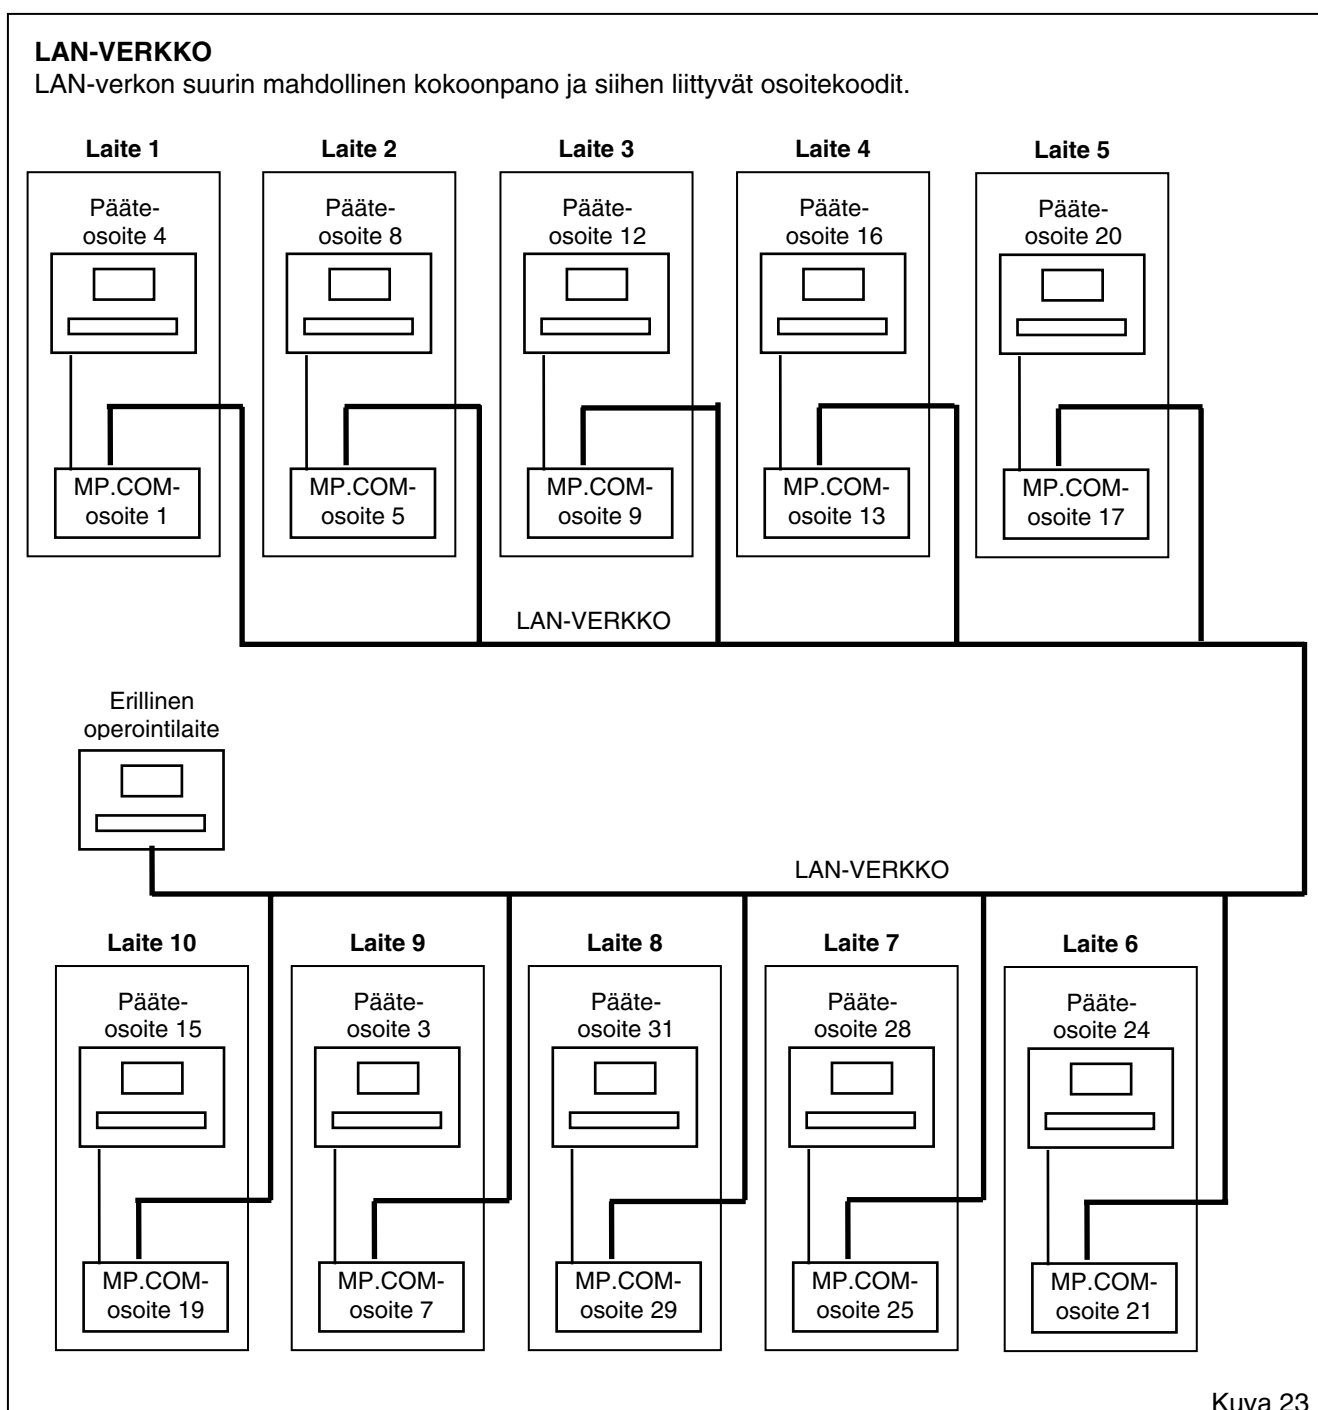 LAN-VERKKO
LAN-verkon suurin mahdollinen kokoonpano ja siihen liittyvät osoitekoodit.
Laite 1
Pääte-
osoite 4
MP.COM-
osoite 1
Laite 2
Pääte-
osoite 8
MP.COM-
osoite 5
Laite 3
Pääte-
osoite 12
MP.COM-
osoite 9
Laite 4
Pääte-
osoite 16
MP.COM-
osoite 13
Laite 5
Pääte-
osoite 20
MP.COM-
osoite 17
LAN-VERKKO
Erillinen
operointilaite
LAN-VERKKO
Laite 10
Pääte-
osoite 15
MP.COM-
osoite 19
Laite 9
Pääte-
osoite 3
MP.COM-
osoite 7
Laite 8
Pääte-
osoite 31
MP.COM-
osoite 29
Laite 7
Pääte-
osoite 28
MP.COM-
osoite 25
Laite 6
Pääte-
osoite 24
MP.COM-
osoite 21
Kuva 23